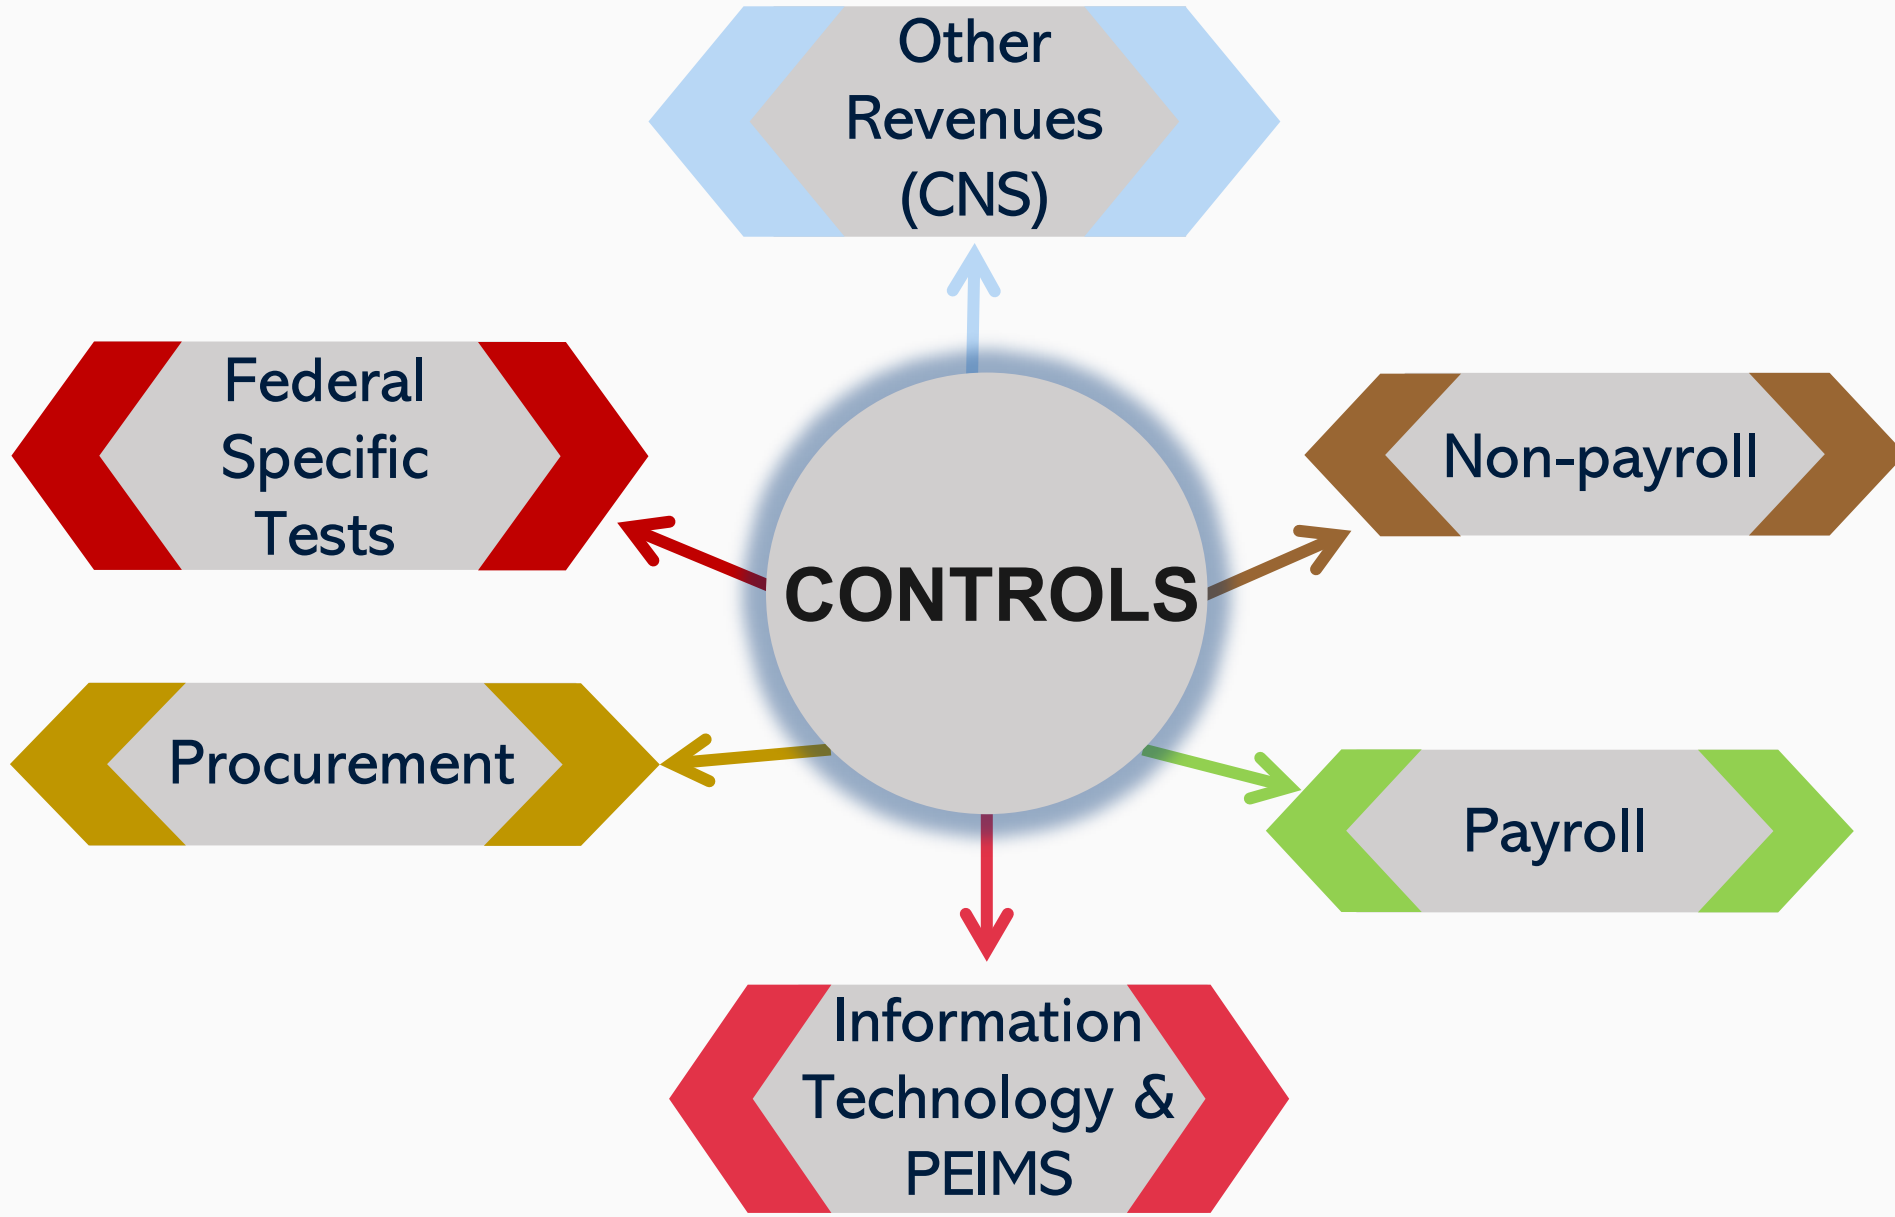 Other
Revenues
(CNS)
Federal
Specific
Tests
Non-payroll
CONTROLS
Procurement
Payroll
Information
Technology &
PEIMS